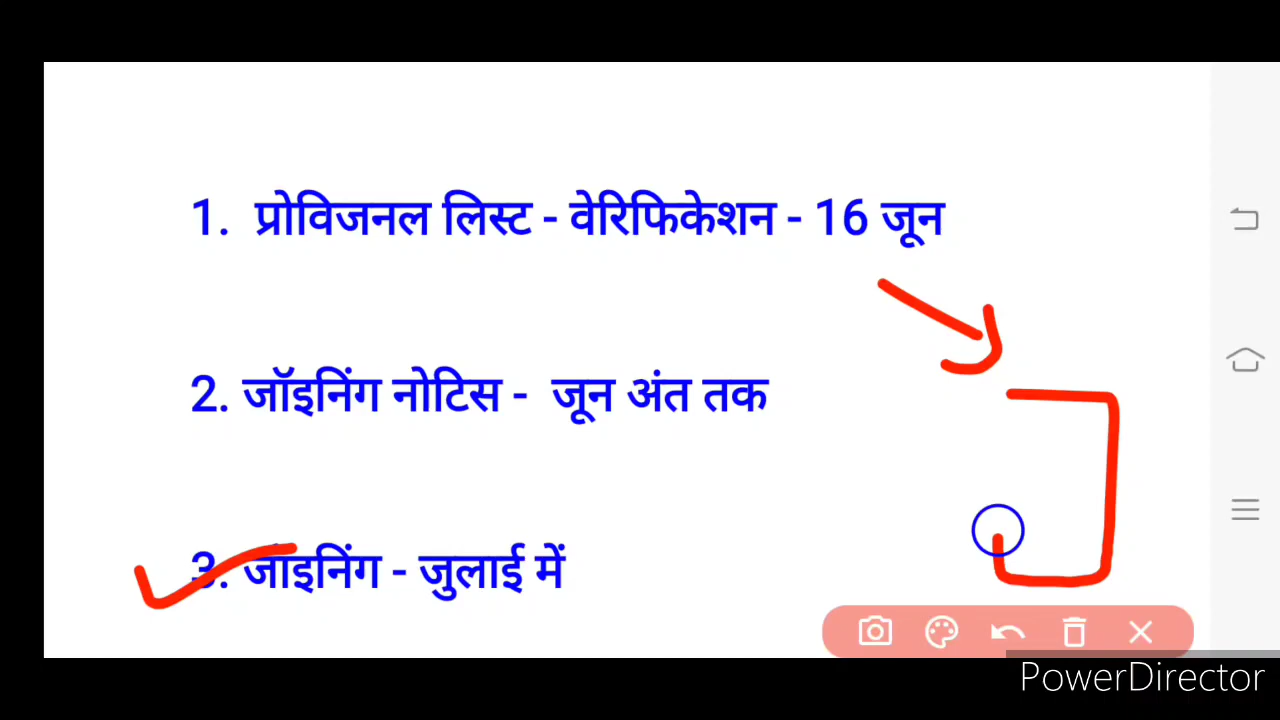 1. प्रोविजनल लिस्ट - वेरिफिकेशन - 16 जून
2. जॉइनिंग नोटिस - जून अंत तक
3. जॉइनिंग - जुलाई में
PowerDirector